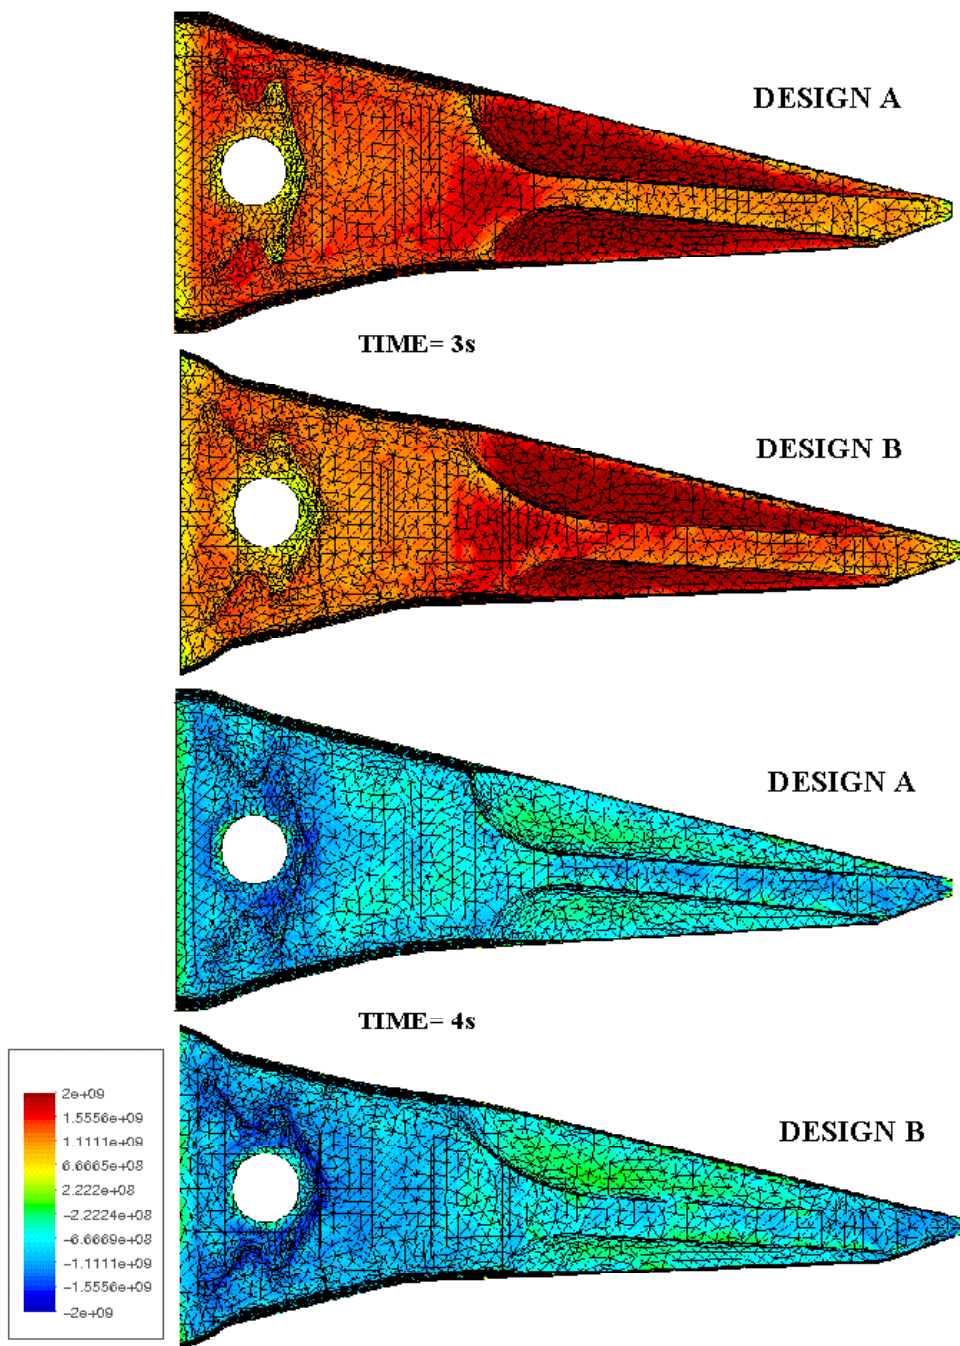 DESIGN A
TIME= 3s
DESIGN B
DESIGN A
TIME= 4s
DESIGN B
2e+09
1.5556e+09
1.1111e+09
6.6665e+08
2.222e+08
-2.2224e+08
-6.6669e+08
-1.1111e+09
-1.5556e+09
-2e+09